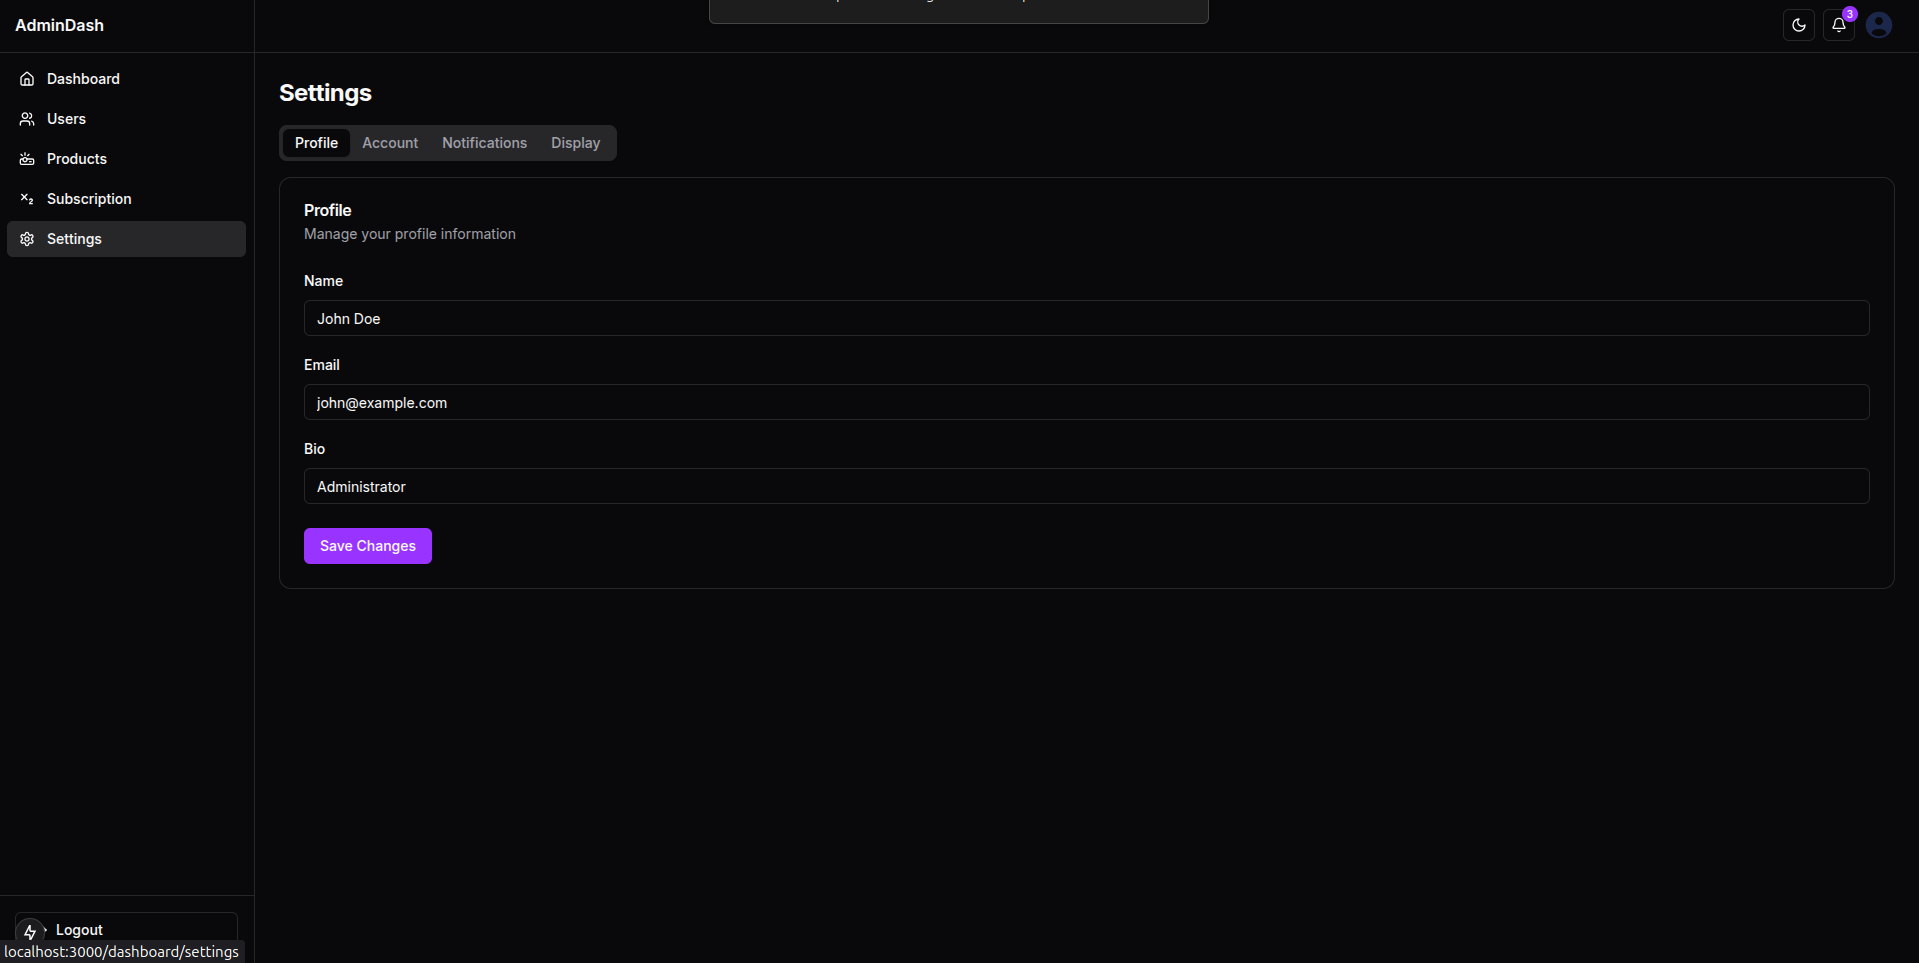 AdminDash
3
Dashboard
Users
Products
Subscription
Settings
Settings
Profile Account Notifications Display
Profile
Manage your profile information
Name
John Doe
Email
john@example.com
Bio
Administrator
Save Changes
Logout
localhost:3000/dashboard/settings